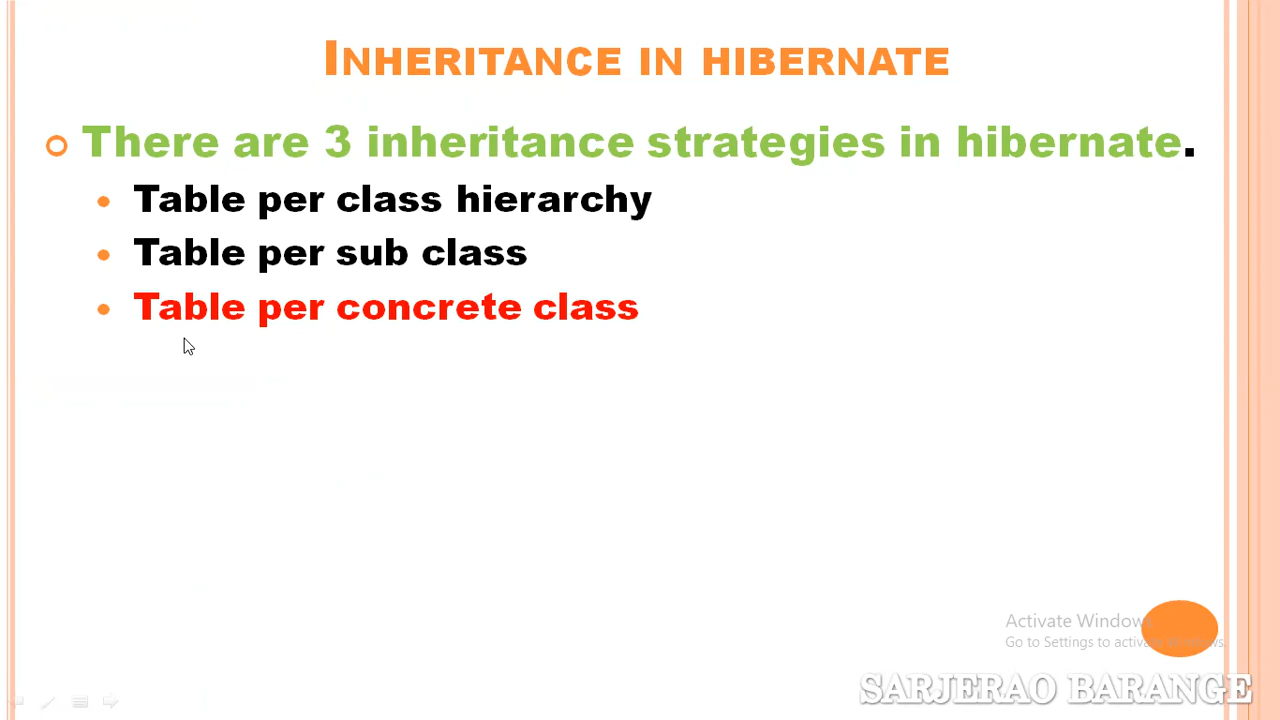 INHERITANCE IN HIBERNATE
There are 3 inheritance strategies in hibernate.
Table per class hierarchy
Table per sub class
Table per concrete class
Activate Windows
Go to Settings to activate Windows.
SARJERAO BARANGE